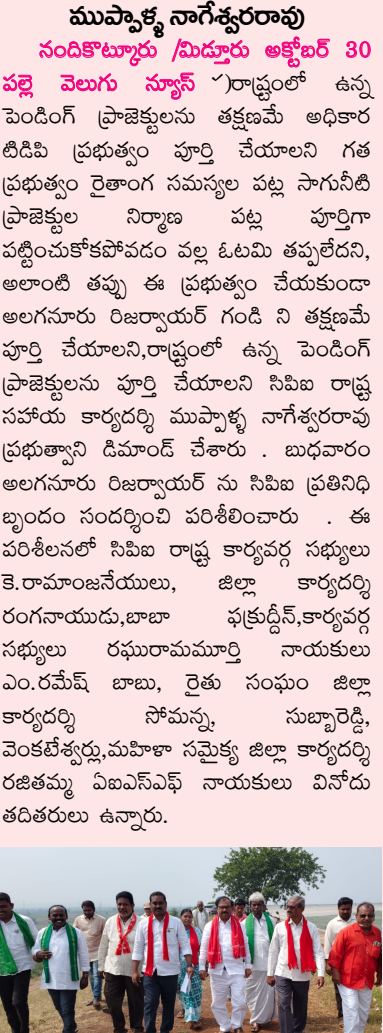 ముప్పాళ్ళ నాగేశ్వరరావు
నందికొట్కూరు /మిడ్తూరు అక్టోబర్ 30
పల్లె వెలుగు న్యూస్ )రాష్ట్రంలో ఉన్న
పెండింగ్ ప్రాజెక్టులను తక్షణమే అధికార
టిడిపి ప్రభుత్వం పూర్తి చేయాలని గత
ప్రభుత్వం రైతాంగ సమస్యల పట్ల సాగునీటి
ప్రాజెక్టుల నిర్మాణ పట్ల పూర్తిగా
పట్టించుకోకపోవడం వల్ల ఓటమి తప్పలేదని,
అలాంటి తప్పు ఈ ప్రభుత్వం చేయకుండా
అలగనూరు రిజర్వాయర్ గండి ని తక్షణమే
పూర్తి చేయాలని,రాష్ట్రంలో ఉన్న పెండింగ్
ప్రాజెక్టులను పూర్తి చేయాలని సిపిఐ రాష్ట్ర
సహాయ కార్యదర్శి ముప్పాళ్ళ నాగేశ్వరరావు
ప్రభుత్వాని డిమాండ్ చేశారు . బుధవారం
అలగనూరు రిజర్వాయర్ ను సిపిఐ ప్రతినిధి
బృందం సందర్శించి పరిశీలించారు . ఈ
పరిశీలనలో సిపిఐ రాష్ట్ర కార్యవర్గ సభ్యులు
కె.రామాంజనేయులు, జిల్లా కార్యదర్శి
రంగనాయుడు,బాబా ఫక్రుద్దీన్,కార్యవర్గ
సభ్యులు రఘురామమూర్తి నాయకులు
ఎం.రమేష్ బాబు, రైతు సంఘం జిల్లా
కార్యదర్శి సోమన్న, సుబ్బారెడ్డి,
వెంకటేశ్వర్లు,మహిళా సమైక్య జిల్లా కార్యదర్శి
రజితమ్మ ఏఐఎస్ఎఫ్ నాయకులు వినోదు
తదితరులు ఉన్నారు.